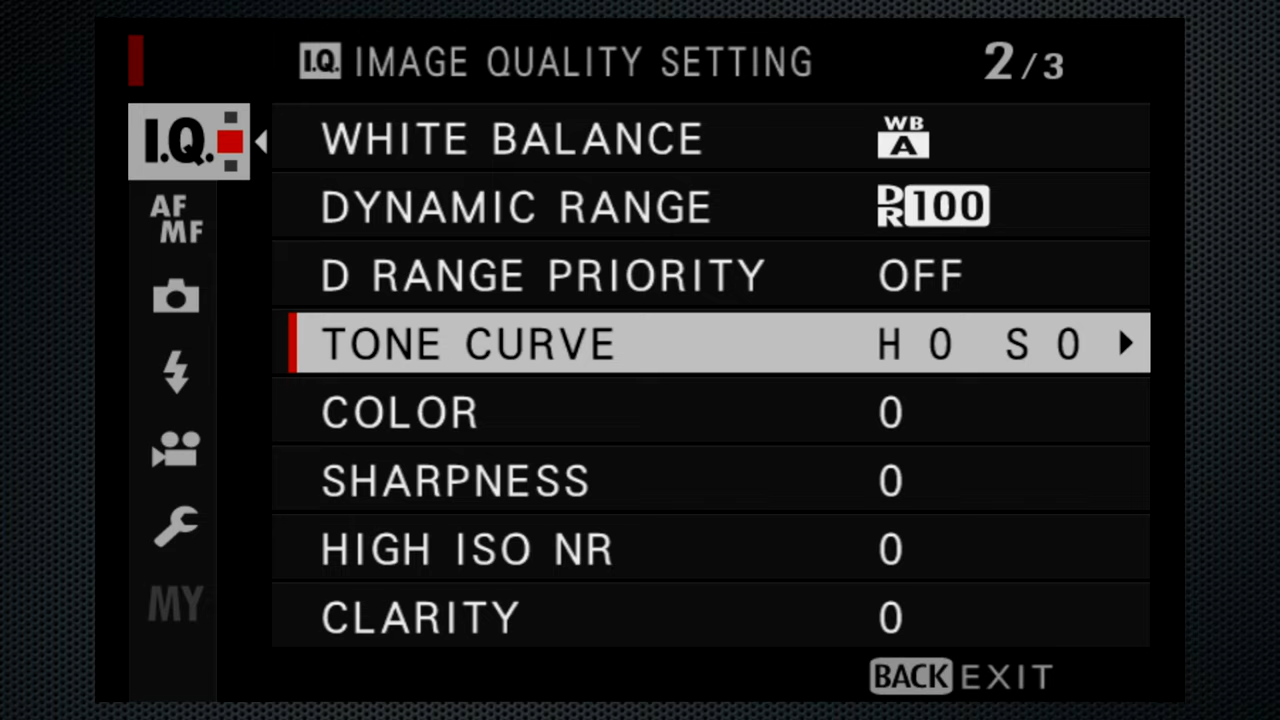 I.Q. IMAGE QUALITY SETTING 2/3
I.Q.
WHITE BALANCE WB A
AF MF
DYNAMIC RANGE DR 100
D RANGE PRIORITY OFF
TONE CURVE H 0 S 0
COLOR 0
SHARPNESS 0
HIGH ISO NR 0
MY
CLARITY 0
BACK EXIT